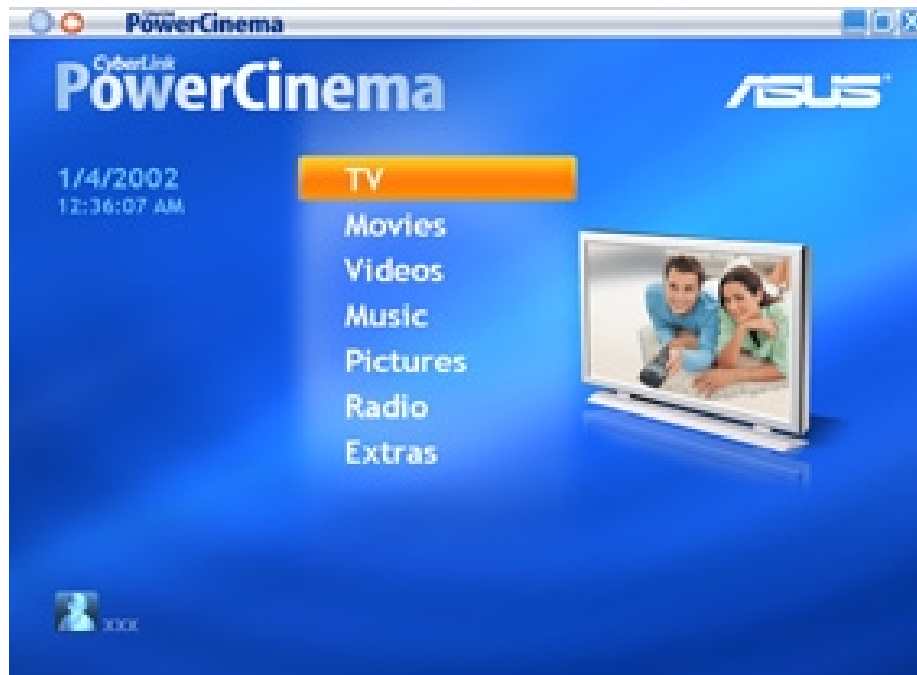 CyberLink
PowerCinema
CyberLink
PowerCinema
ASUS
1/4/2002
12:36:07 AM
TV
Movies
Videos
Music
Pictures
Radio
Extras
xxx